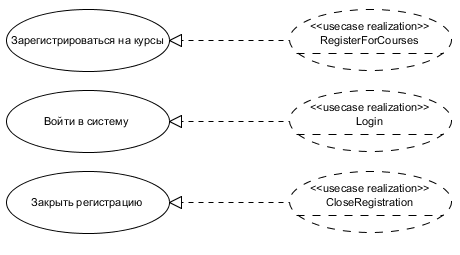 Зарегистрироваться на курсы
<<usecase realization>>
RegisterForCourses
Войти в систему
<<usecase realization>>
Login
Закрыть регистрацию
<<usecase realization>>
CloseRegistration